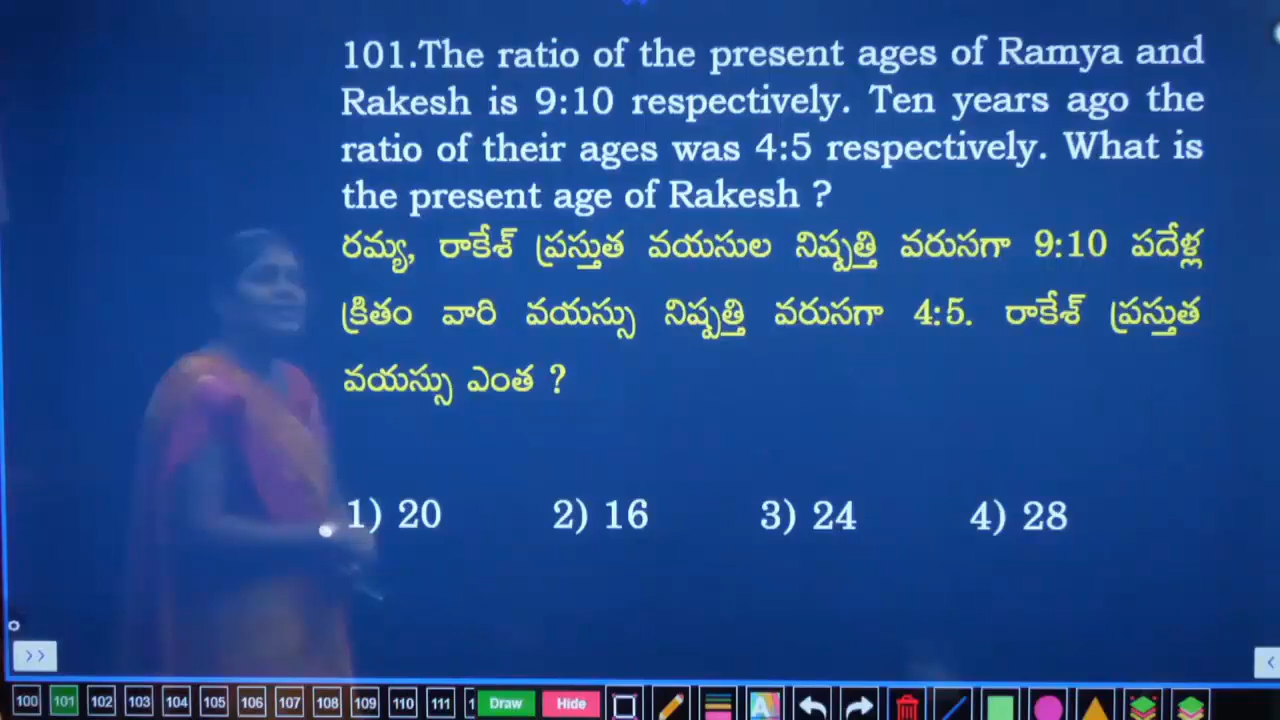 101.The ratio of the present ages of Ramya and
Rakesh is 9:10 respectively. Ten years ago the
ratio of their ages was 4:5 respectively. What is
the present age of Rakesh ?
రమ్య, రాకేశ్ ప్రస్తుత వయసుల నిష్పత్తి వరుసగా 9:10 పదేళ్ల
క్రితం వారి వయస్సు నిష్పత్తి వరుసగా 4:5. రాకేశ్ ప్రస్తుత
వయస్సు ఎంత ?
1) 20 2) 16 3) 24 4) 28
>> <
100 101 102 103 104 105 106 107 108 109 110 111 1 Draw Hide A